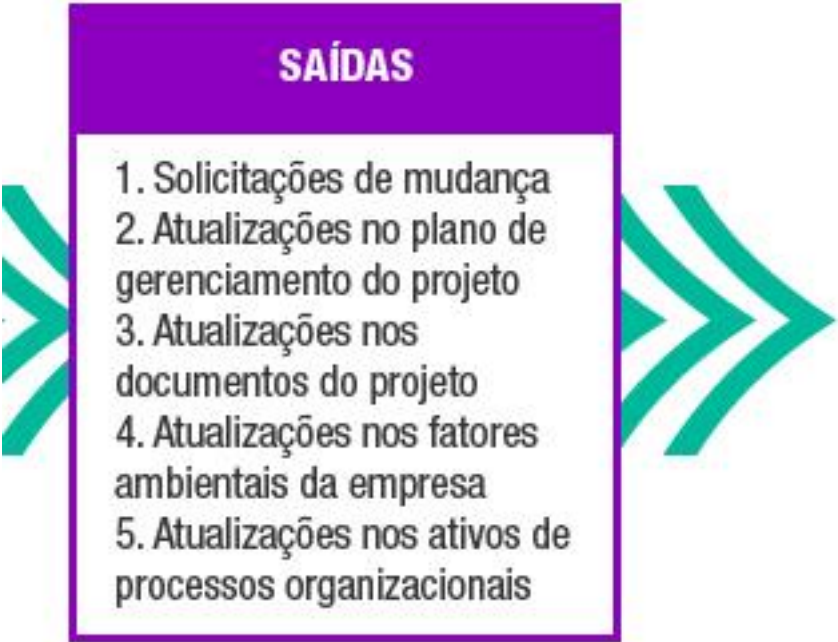 SAÍDAS
1. Solicitações de mudança
2. Atualizações no plano de
gerenciamento do projeto
3. Atualizações nos
documentos do projeto
4. Atualizações nos fatores
ambientais da empresa
5. Atualizações nos ativos de
processos organizacionais